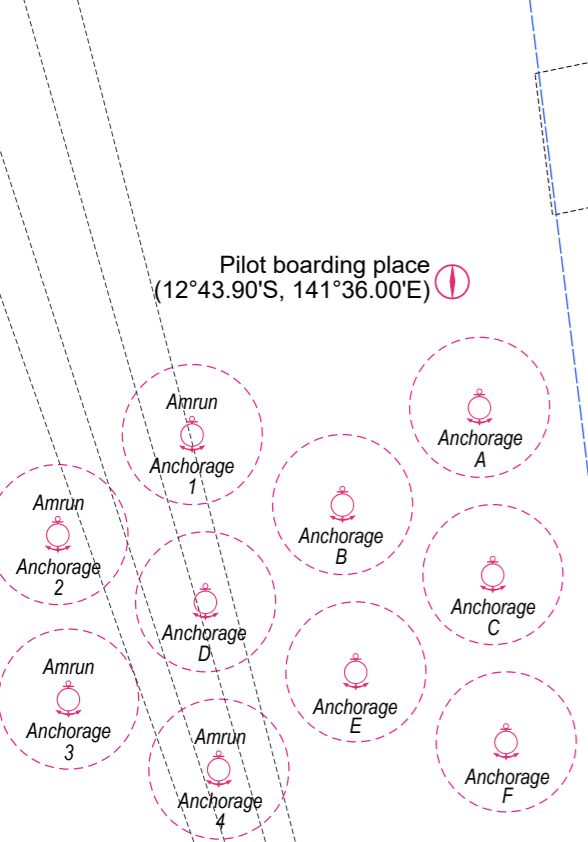 Pilot boarding place
(12°43.90'S, 141°36.00'E)
Amrun
Anchorage
1
Anchorage
A
Amrun
Anchorage
2
Anchorage
B
Anchorage
C
Anchorage
D
Amrun
Anchorage
3
Anchorage
E
Amrun
Anchorage
4
Anchorage
F